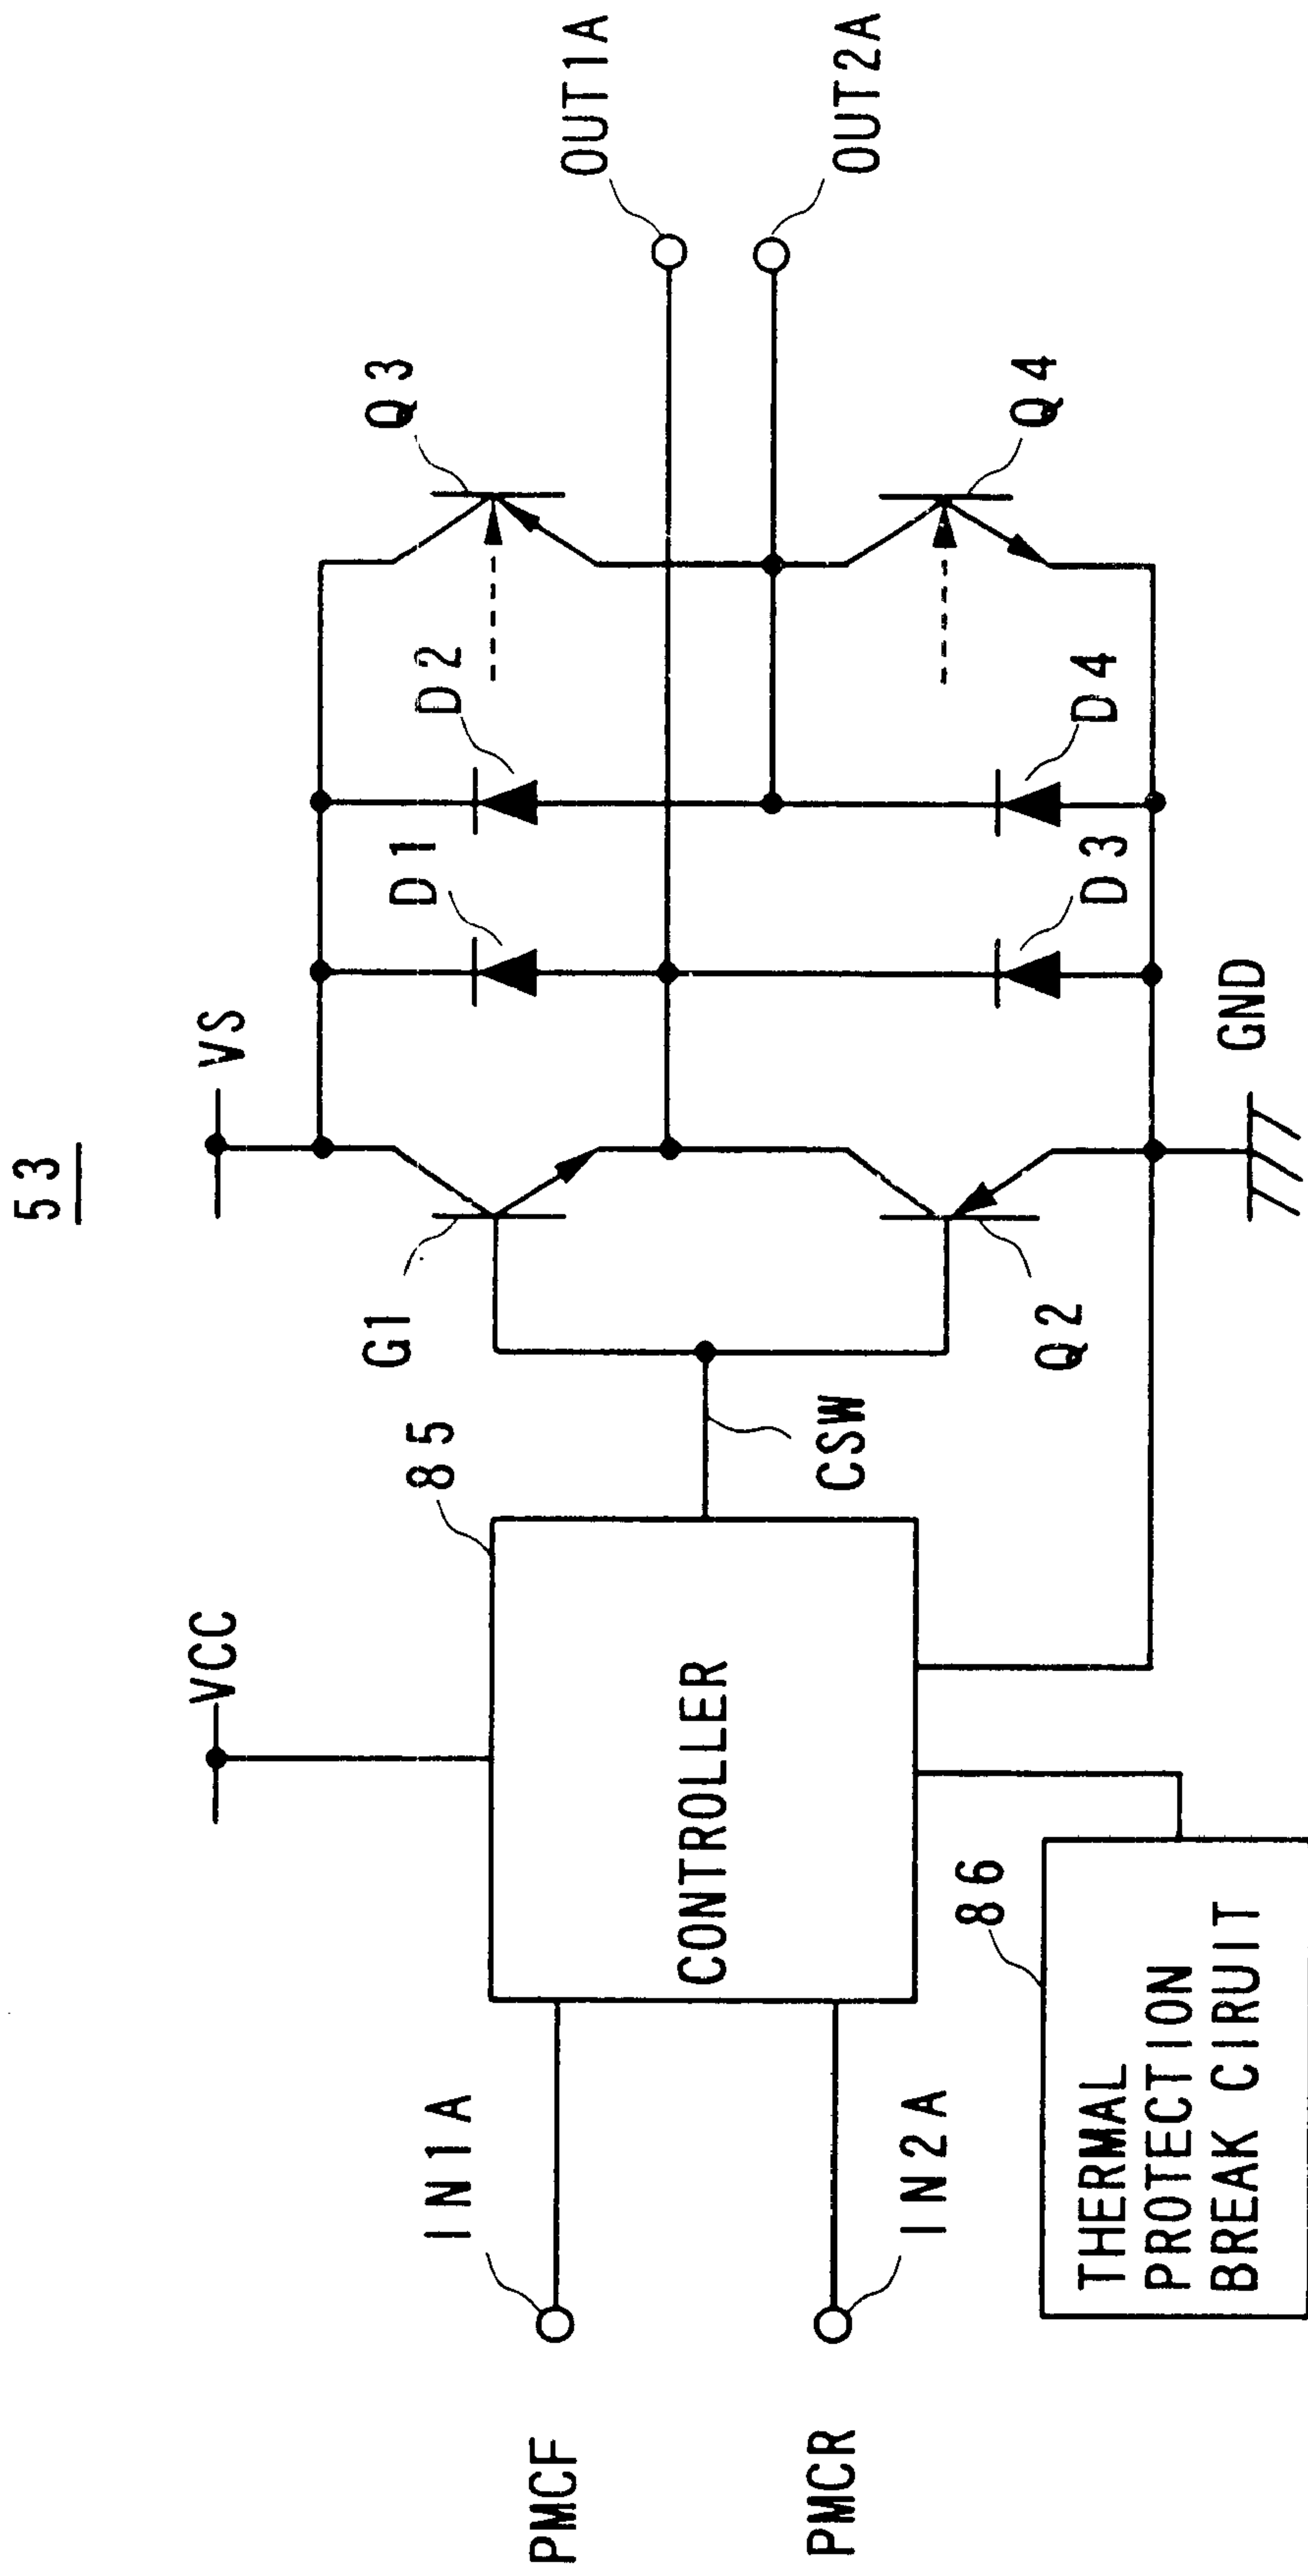 53
VCC
VS
IN1A
85
G1
D1
D2
Q3
OUT1A
PMCF
CONTROLLER
CSW
PMCR
IN2A
OUT2A
86
Q2
D3
D4
Q4
THERMAL
PROTECTION
BREAK CIRUIT
GND